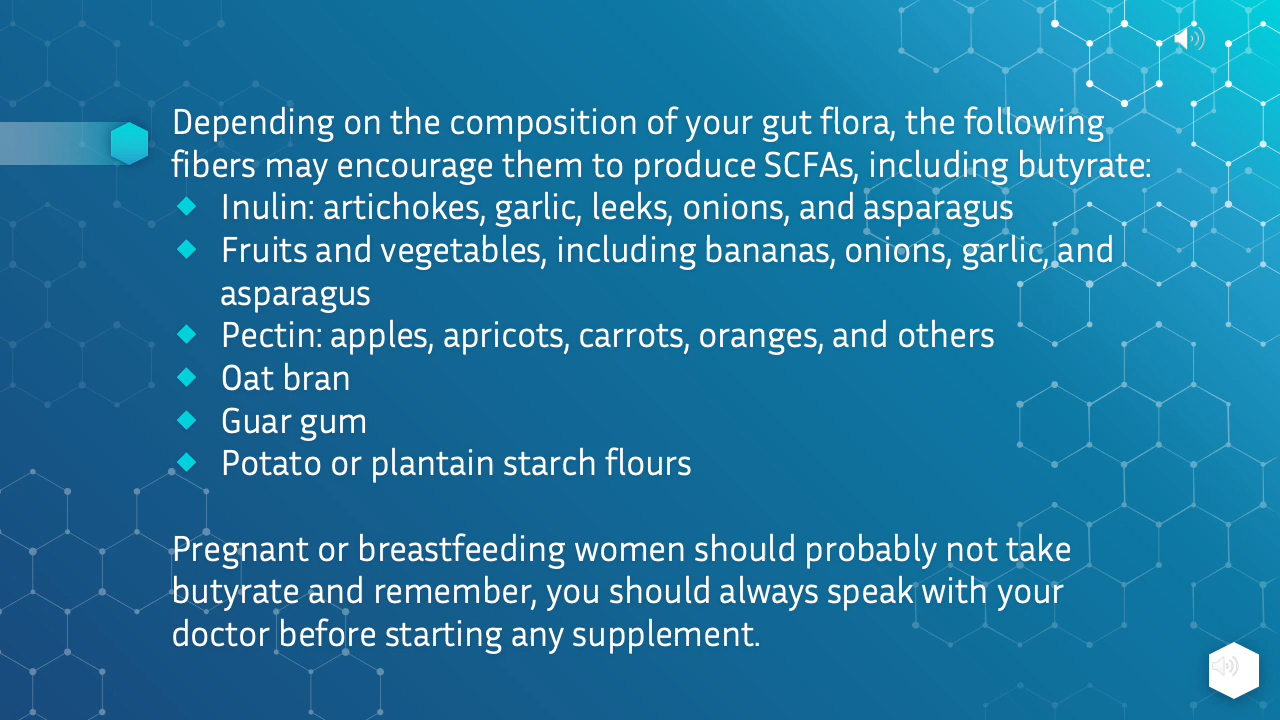 Depending on the composition of your gut flora, the following
fibers may encourage them to produce SCFAs, including butyrate:
Inulin: artichokes, garlic, leeks, onions, and asparagus
Fruits and vegetables, including bananas, onions, garlic, and
asparagus
Pectin: apples, apricots, carrots, oranges, and others
Oat bran
Guar gum
Potato or plantain starch flours
Pregnant or breastfeeding women should probably not take
butyrate and remember, you should always speak with your
doctor before starting any supplement.